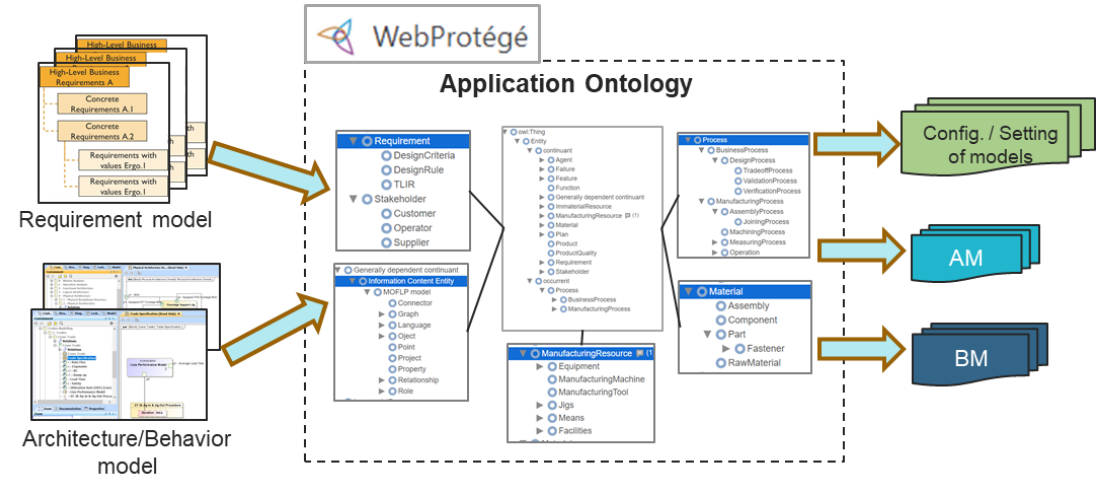 WebProtégé
Application Ontology
High-Level Business
High-Level Business
Requirements A
Concrete
Requirements A.1
Concrete
Requirements A.2
Requirements with
values Ergo.1
Requirements with
values Ergo.1
Requirement model
Architecture/Behavior
model
Requirement
DesignCriteria
DesignRule
TLIR
Stakeholder
Customer
Operator
Supplier
Generally dependent continuant
Information Content Entity
MOFLP model
Connector
Graph
Language
Oject
Point
Project
Property
Relationship
Role
owl:Thing
Entity
continuant
Agent
Failure
Feature
Function
Generally dependent continuant
ImmaterialResource
ManufacturingResource (1)
Material
Plan
Product
ProductQuality
Requirement
Stakeholder
occurrent
Process
BusinessProcess
ManufacturingProcess
ManufacturingResource (1
Equipment
ManufacturingMachine
ManufacturingTool
Jigs
Means
Facilities
Process
BusinessProcess
DesignProcess
TradeoffProcess
ValidationProcess
VerificationProcess
ManufacturingProcess
AssemblyProcess
JoiningProcess
MachiningProcess
MeasuringProcess
Operation
Material
Assembly
Component
Part
Fastener
RawMaterial
Config. / Setting
of models
AM
BM